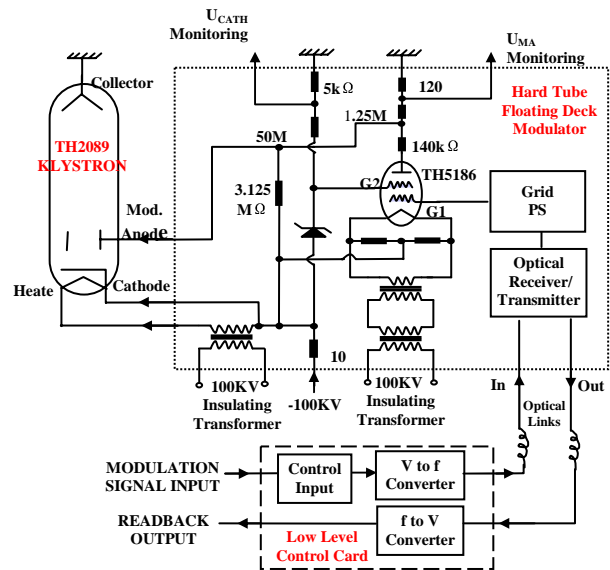 U_CATH
Monitoring
U_MA
Monitoring
Collector
5kΩ
120
Hard Tube
Floating Deck
Modulator
1.25M
50M
TH2089
KLYSTRON
140kΩ
TH5186
G2
3.125
MΩ
G1
Grid
PS
Mod.
Anode
Optical
Receiver/
Transmitter
Heate
Cathode
10
In
Out
100KV
Insulating
Transformer
-100KV
100KV
Insulating
Transformer
Optical
Links
MODULATION
SIGNAL INPUT
Control
Input
V to f
Converter
READBACK
OUTPUT
Low Level
Control Card
f to V
Converter